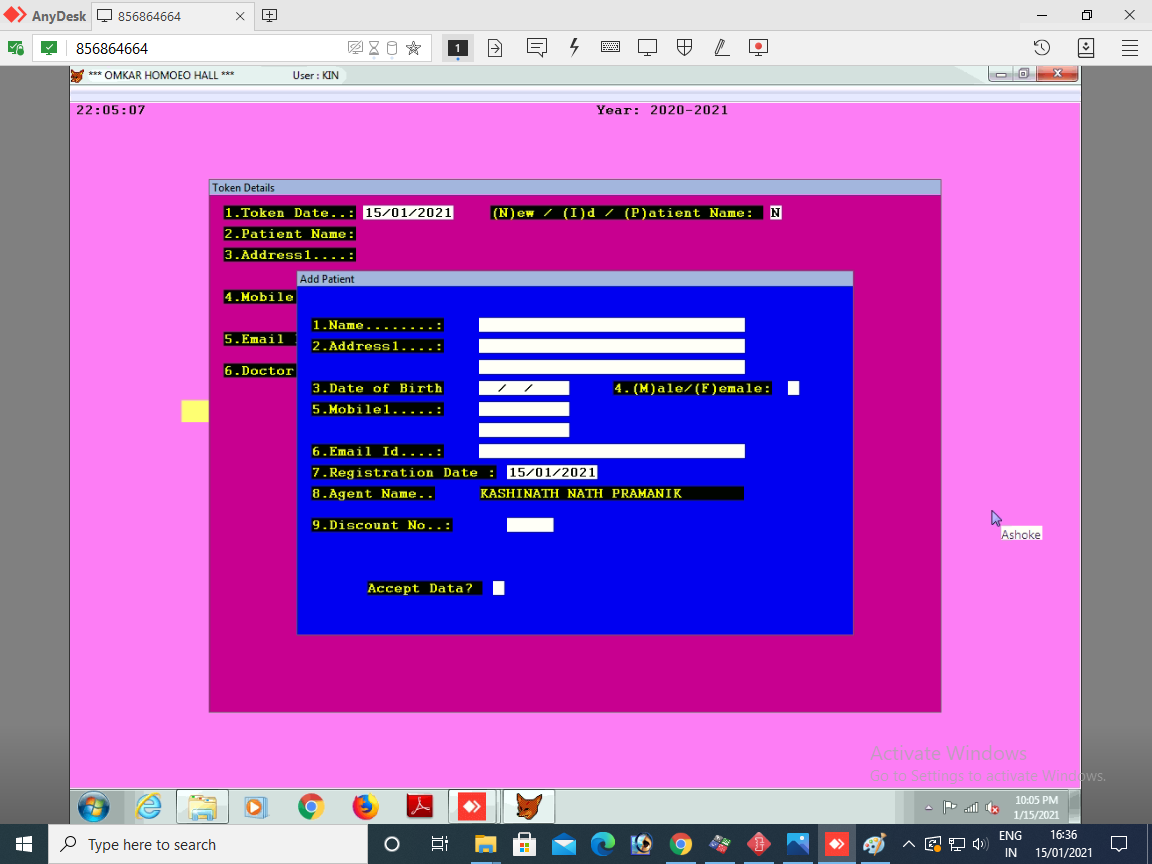 AnyDesk 856864664
856864664
1
*** OMKAR HOMOEO HALL *** User : KIN
22:05:07 Year: 2020-2021
Token Details
1.Token Date..: 15/01/2021 (N)ew / (I)d / (P)atient Name: N
2.Patient Name:
3.Address1....:
Add Patient
4.Mobile
1.Name........:
5.Email
2.Address1....:
6.Doctor
3.Date of Birth / / 4.(M)ale/(F)emale:
5.Mobile1.....:
6.Email Id....:
7.Registration Date : 15/01/2021
8.Agent Name.. KASHINATH NATH PRAMANIK
9.Discount No..:
Ashoke
Accept Data?
Activate Windows
Go to Settings to activate Windows.
10:05 PM
1/15/2021
Type here to search
ENG
IN
16:36
15/01/2021